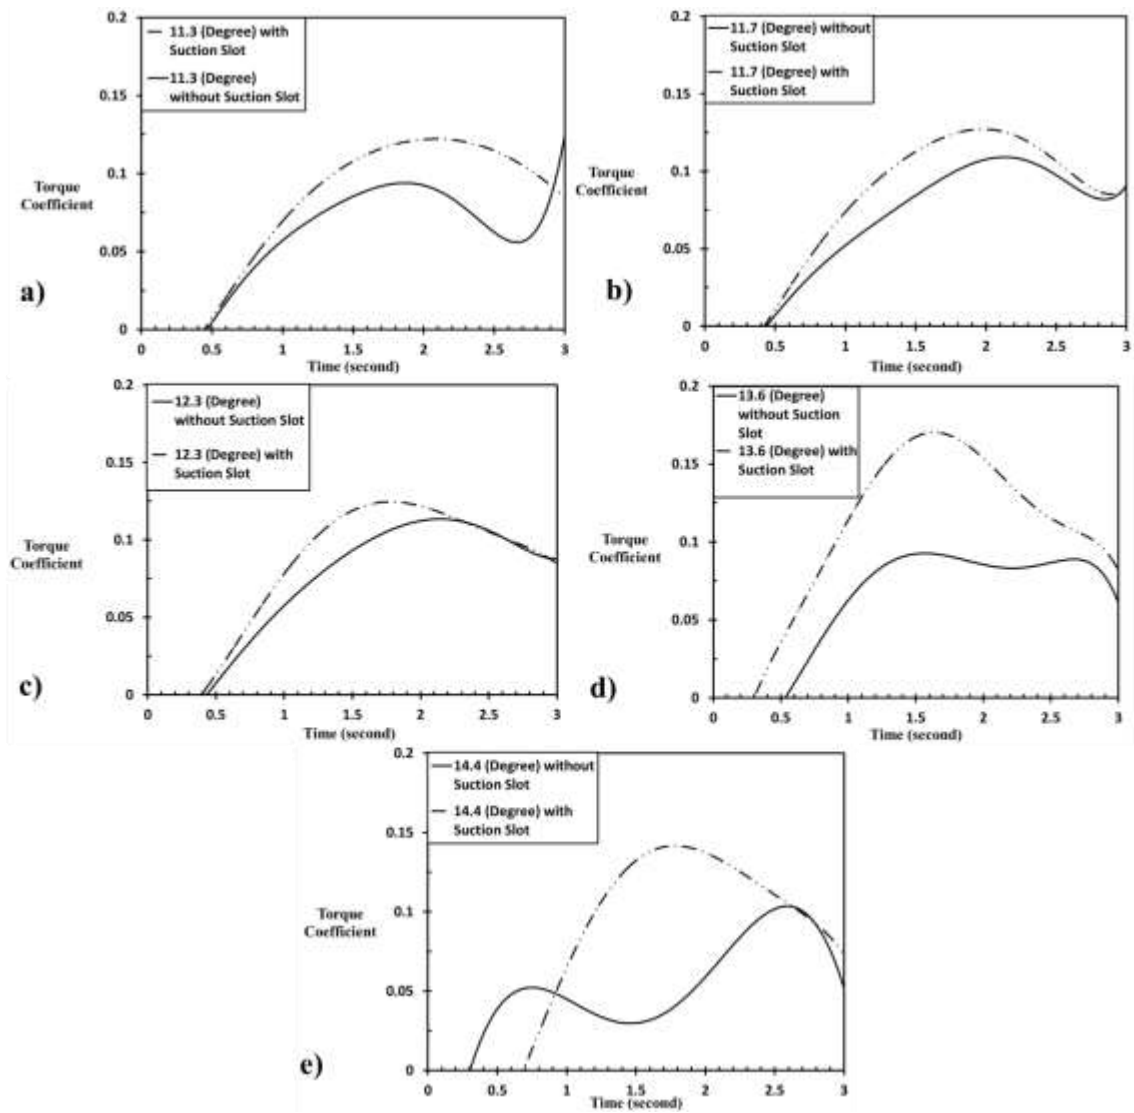 0.2
11.3 (Degree) with
Suction Slot
11.3 (Degree)
without Suction Slot
0.15
0.1
Torque
Coefficient
0.05
a)
0
0 0.5 1 1.5 2 2.5 3
Time (second)
0.2
11.7 (Degree) without
Suction Slot
11.7 (Degree) with
Suction Slot
0.15
0.1
Torque
Coefficient
0.05
b)
0
0 0.5 1 1.5 2 2.5 3
Time (second)
0.2
12.3 (Degree)
without Suction Slot
12.3 (Degree) with
Suction Slot
0.15
0.1
Torque
Coefficient
0.05
c)
0
0 0.5 1 1.5 2 2.5 3
Time (second)
0.2
13.6 (Degree)
without Suction
Slot
13.6 (Degree) with
Suction Slot
0.15
0.1
Torque
Coefficient
0.05
d)
0
0 0.5 1 1.5 2 2.5 3
Time (second)
0.2
14.4 (Degree) without
Suction Slot
14.4 (Degree) with
Suction Slot
0.15
0.1
Torque
Coefficient
0.05
e)
0
0 0.5 1 1.5 2 2.5 3
Time (second)